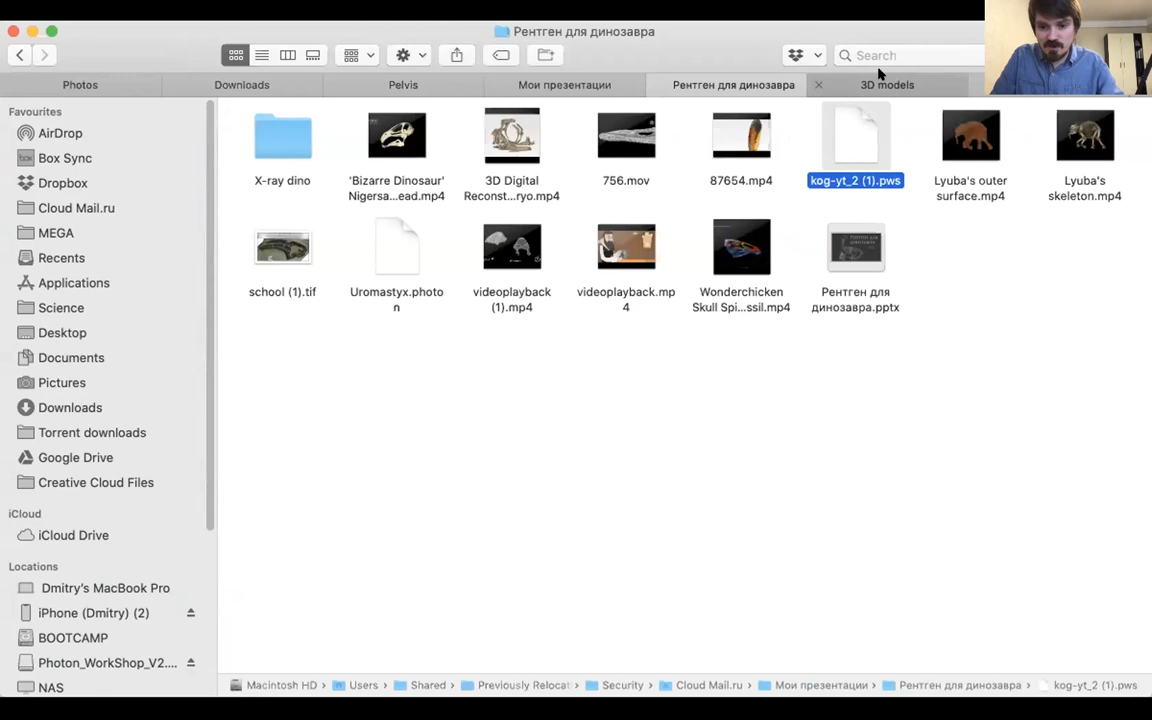 Рентген для динозавра
Search
Photos
Downloads
Pelvis
Мои презентации
Рентген для динозавра
3D models
Favourites
AirDrop
Box Sync
Dropbox
Cloud Mail.ru
MEGA
Recents
Applications
Science
Desktop
Documents
Pictures
Downloads
Torrent downloads
Google Drive
Creative Cloud Files
iCloud
iCloud Drive
Locations
Dmitry's MacBook Pro
iPhone (Dmitry) (2)
BOOTCAMP
Photon_WorkShop_V2....
NAS
X-ray dino
'Bizarre Dinosaur'
Nigersa...ead.mp4
3D Digital
Reconst...ryo.mp4
756.mov
87654.mp4
kog-yt_2 (1).pws
Lyuba's outer
surface.mp4
Lyuba's
skeleton.mp4
school (1).tif
Uromastyx.photo
n
videoplayback
(1).mp4
videoplayback.mp
4
Wonderchicken
Skull Spi...ssil.mp4
Рентген для
динозавра.pptx
Macintosh HD
Users
Shared
Previously Relocat
Security
Cloud Mail.ru
Мои презентации
Рентген для динозавра
kog-yt_2 (1).pws